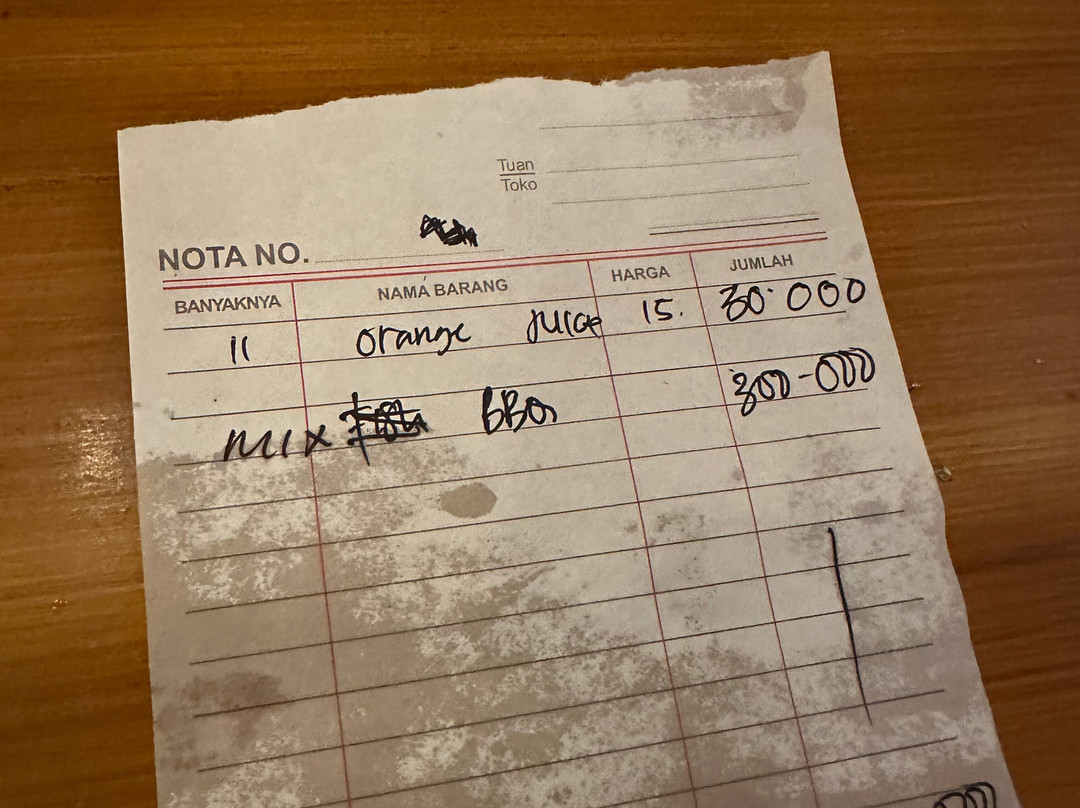 Tuan
Toko
NOTA NO.
BANYAKNYA NAMA BARANG HARGA JUMLAH
11 orange juice 15. 30.000
mix BBQ 300-000